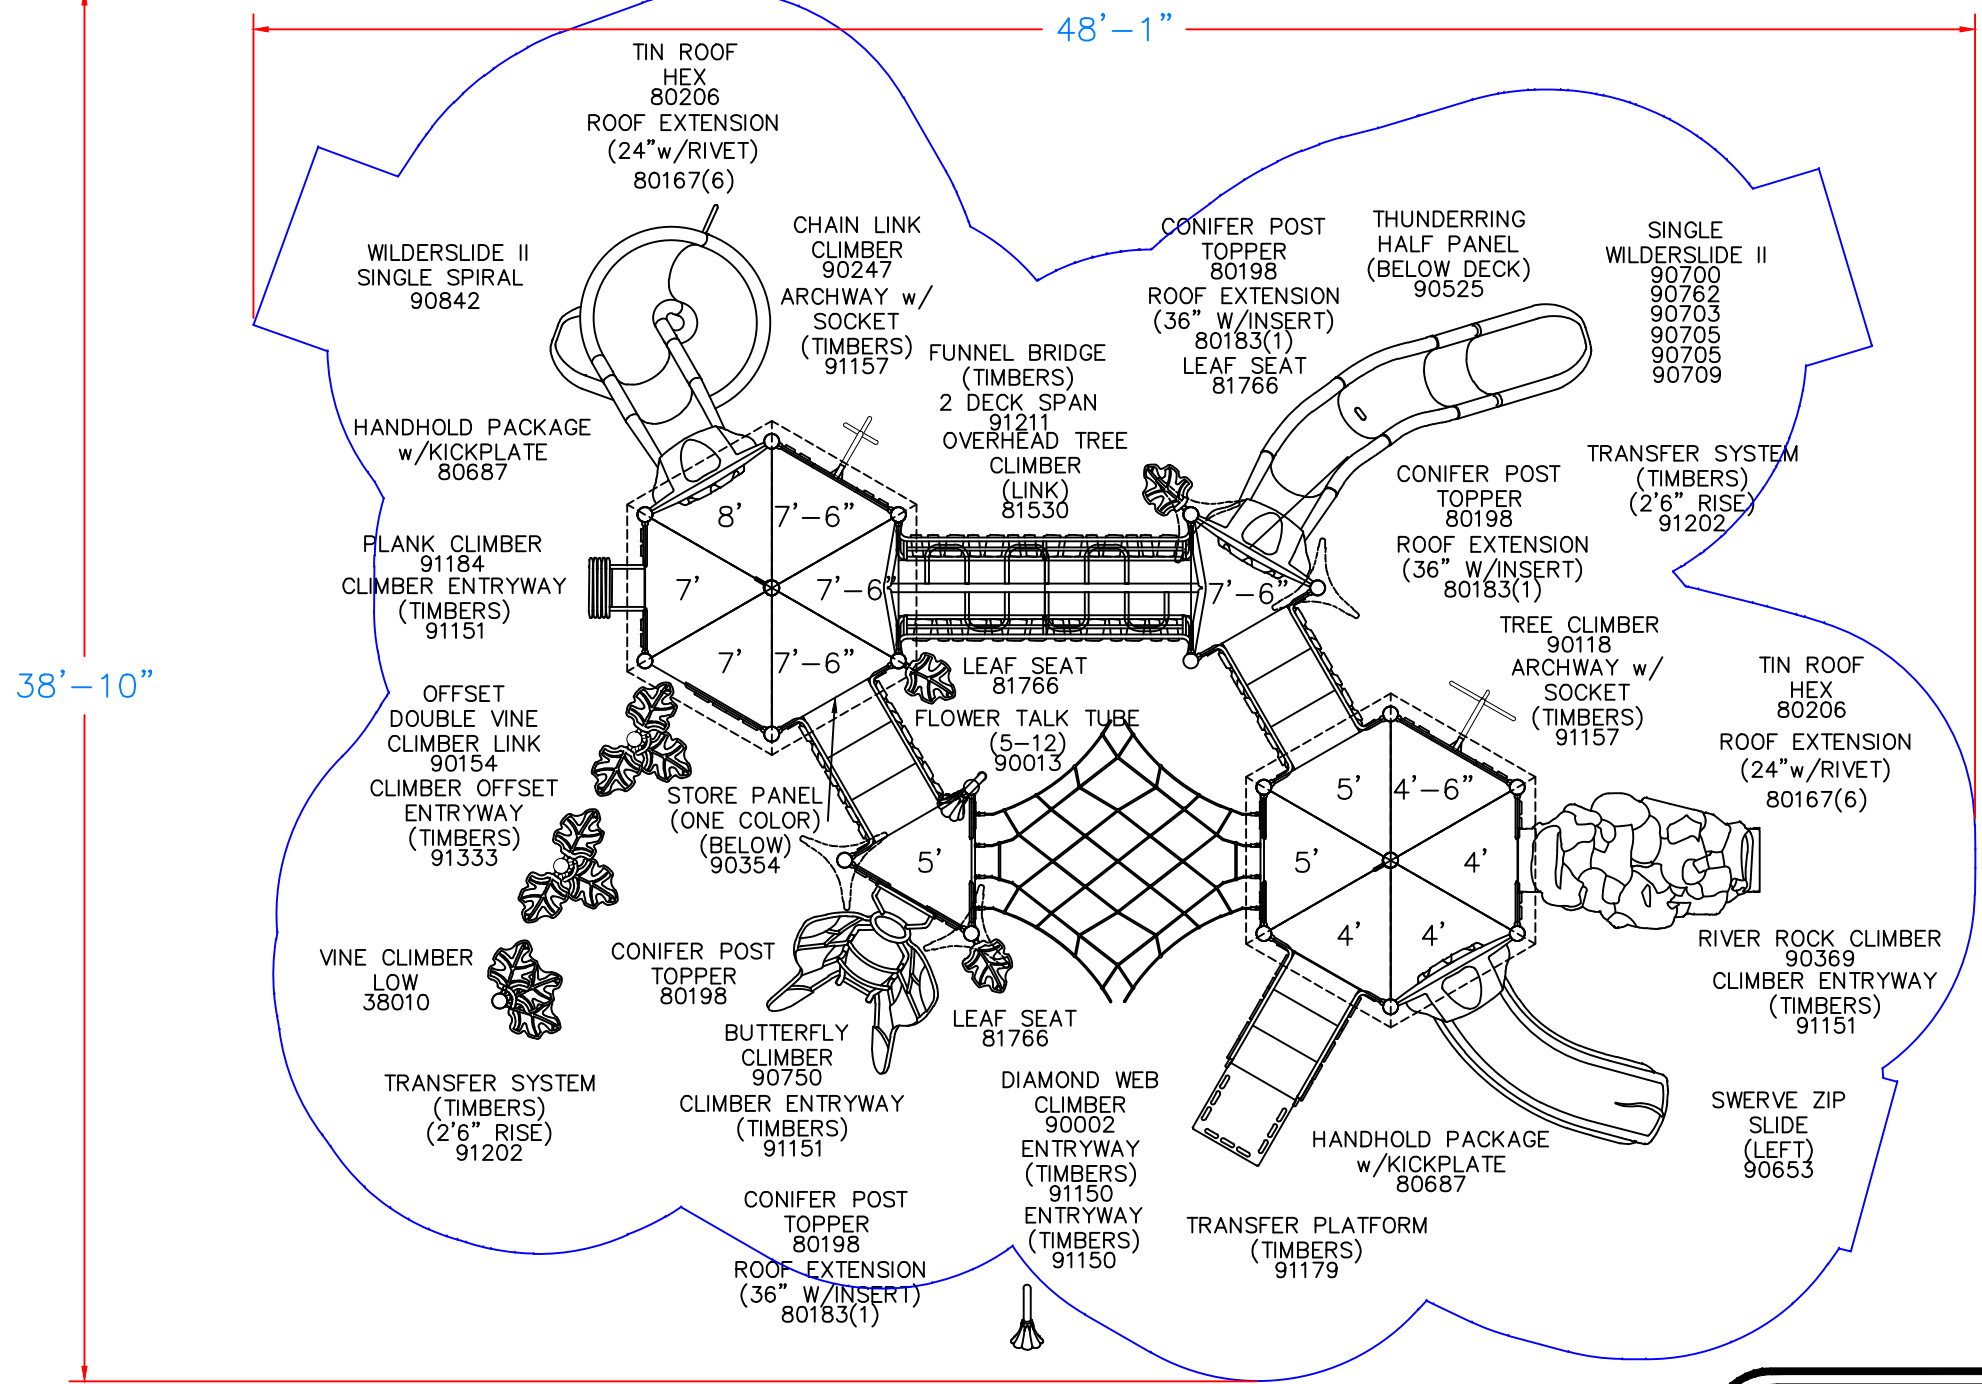 48'-1"
TIN ROOF
HEX
80206
ROOF EXTENSION
(24"w/RIVET)
80167(6)
WILDERSLIDE II
SINGLE SPIRAL
90842
CHAIN LINK
CLIMBER
90247
ARCHWAY w/
SOCKET
(TIMBERS)
91157
CONIFER POST
TOPPER
80198
ROOF EXTENSION
(36" W/INSERT)
80183(1)
LEAF SEAT
81766
THUNDERRING
HALF PANEL
(BELOW DECK)
90525
SINGLE
WILDERSLIDE II
90700
90762
90703
90705
90705
90709
FUNNEL BRIDGE
(TIMBERS)
2 DECK SPAN
91211
OVERHEAD TREE
CLIMBER
(LINK)
81530
HANDHOLD PACKAGE
w/KICKPLATE
80687
TRANSFER SYSTEM
(TIMBERS)
(2'6" RISE)
91202
CONIFER POST
TOPPER
80198
ROOF EXTENSION
(36" W/INSERT)
80183(1)
PLANK CLIMBER
91184
CLIMBER ENTRYWAY
(TIMBERS)
91151
8'
7'-6"
7'
7'-6"
7'
7'-6"
7'-6"
TREE CLIMBER
90118
ARCHWAY w/
SOCKET
(TIMBERS)
91157
TIN ROOF
HEX
80206
ROOF EXTENSION
(24"w/RIVET)
80167(6)
38'-10"
LEAF SEAT
81766
FLOWER TALK TUBE
(5-12)
90013
OFFSET
DOUBLE VINE
CLIMBER LINK
90154
CLIMBER OFFSET
ENTRYWAY
(TIMBERS)
91333
STORE PANEL
(ONE COLOR)
(BELOW)
90354
5'
5'
4'-6"
5'
4'
4'
4'
VINE CLIMBER
LOW
38010
CONIFER POST
TOPPER
80198
RIVER ROCK CLIMBER
90369
CLIMBER ENTRYWAY
(TIMBERS)
91151
BUTTERFLY
CLIMBER
90750
CLIMBER ENTRYWAY
(TIMBERS)
91151
LEAF SEAT
81766
TRANSFER SYSTEM
(TIMBERS)
(2'6" RISE)
91202
DIAMOND WEB
CLIMBER
90002
ENTRYWAY
(TIMBERS)
91150
ENTRYWAY
(TIMBERS)
91150
HANDHOLD PACKAGE
w/KICKPLATE
80687
SWERVE ZIP
SLIDE
(LEFT)
90653
CONIFER POST
TOPPER
80198
ROOF EXTENSION
(36" W/INSERT)
80183(1)
TRANSFER PLATFORM
(TIMBERS)
91179